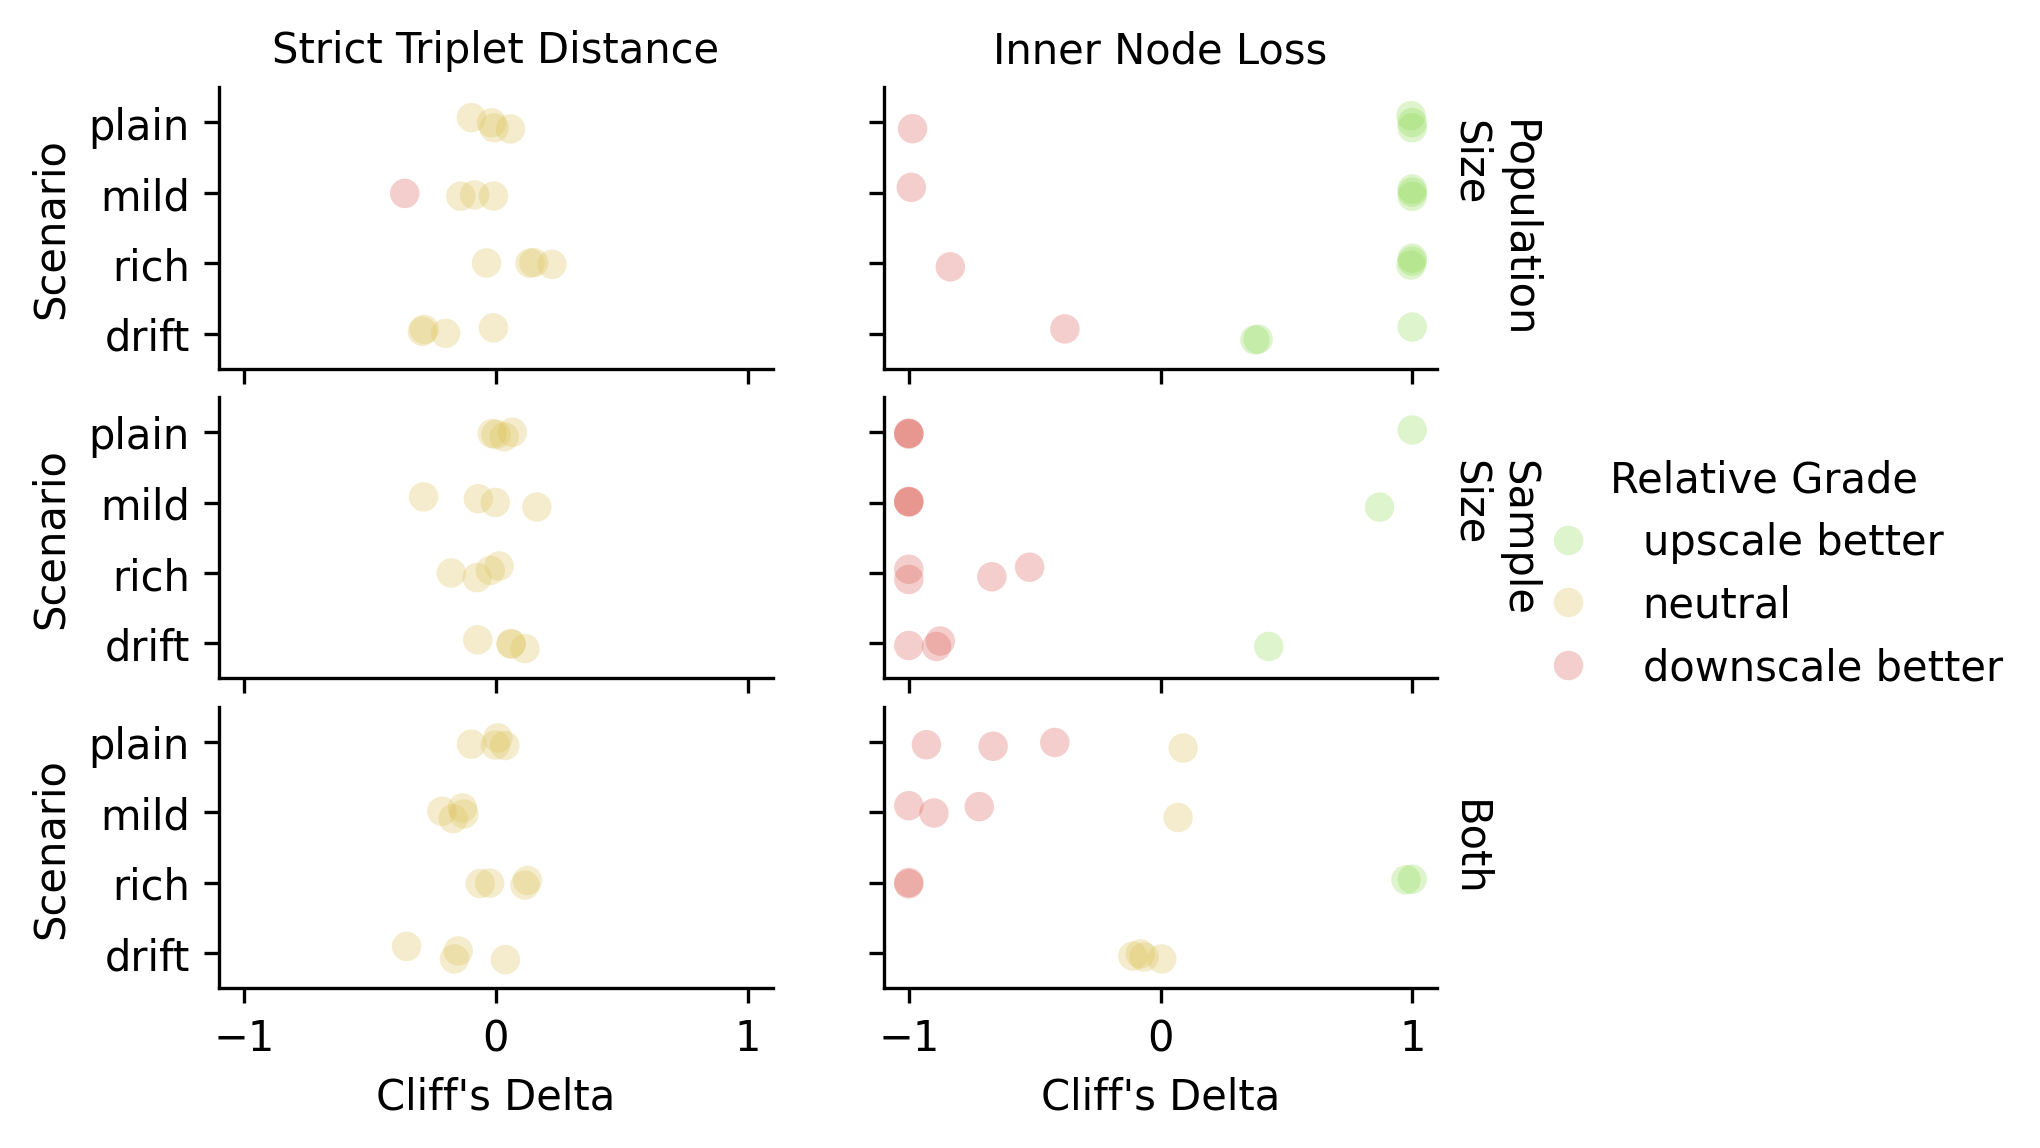 Strict Triplet Distance
Inner Node Loss
Scenario
plain
mild
rich
drift
Population
Size
Scenario
plain
mild
rich
drift
Sample
Size
Scenario
plain
mild
rich
drift
Both
−1
0
1
−1
0
1
Cliff's Delta
Cliff's Delta
Relative Grade
upscale better
neutral
downscale better